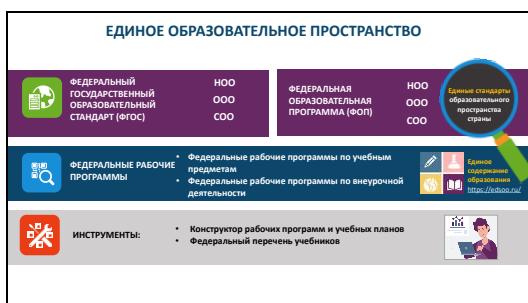 ЕДИНОЕ ОБРАЗОВАТЕЛЬНОЕ ПРОСТРАНСТВО
ФЕДЕРАЛЬНЫЙ
ГОСУДАРСТВЕННЫЙ
ОБРАЗОВАТЕЛЬНЫЙ
СТАНДАРТ (ФГОС)
НОО
ООО
СОО
ФЕДЕРАЛЬНАЯ
ОБРАЗОВАТЕЛЬНАЯ
ПРОГРАММА (ФОП)
НОО
ООО
СОО
Единые стандарты
образовательного
пространства
страны
ФЕДЕРАЛЬНЫЕ РАБОЧИЕ
ПРОГРАММЫ
• Федеральные рабочие программы по учебным
предметам
• Федеральные рабочие программы по внеурочной
деятельности
Единое
содержание
образования
https://edsoo.ru/
ИНСТРУМЕНТЫ:
• Конструктор рабочих программ и учебных планов
• Федеральный перечень учебников